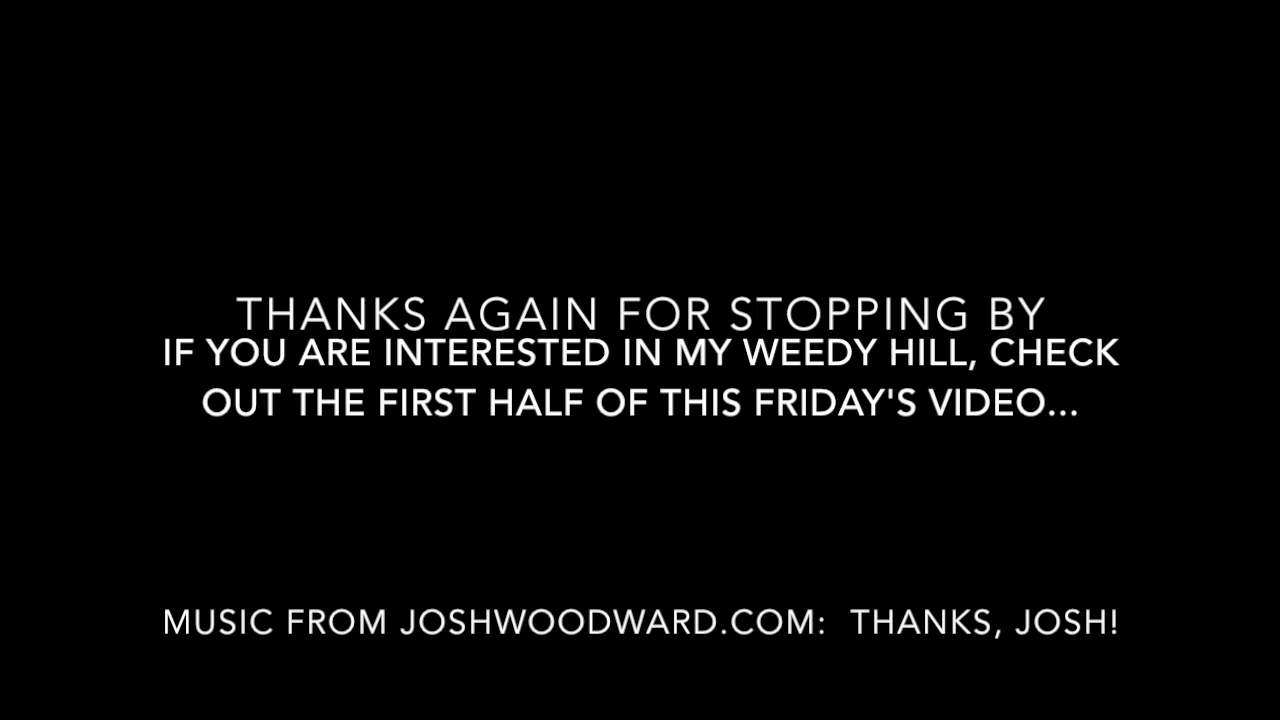 THANKS AGAIN FOR STOPPING BY
IF YOU ARE INTERESTED IN MY WEEDY HILL, CHECK
OUT THE FIRST HALF OF THIS FRIDAY'S VIDEO...
MUSIC FROM JOSHWOODWARD.COM:  THANKS, JOSH!